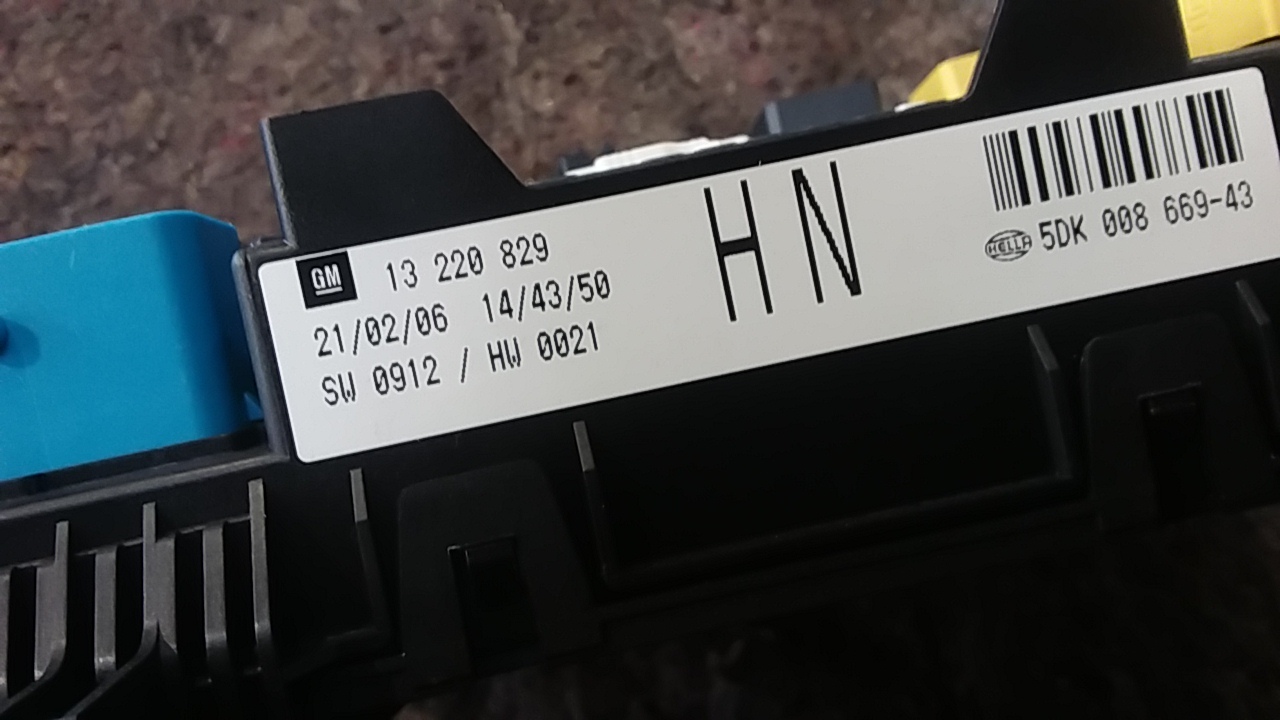 GM 13 220 829
21/02/06 14/43/50
SW 0912 / HW 0021
HN
HELLA 5DK 008 669-43